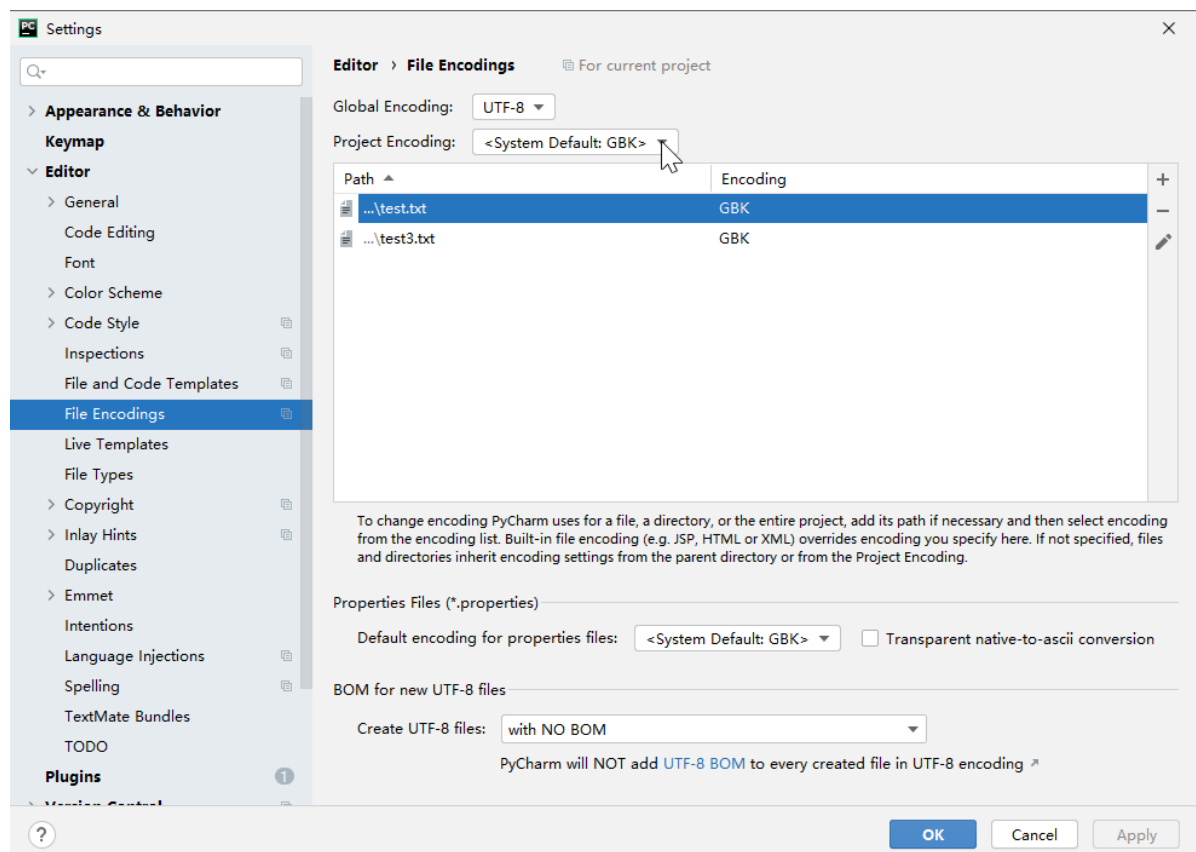 PC Settings
Editor › File Encodings For current project
Global Encoding: UTF-8
Project Encoding: <System Default: GBK>
Appearance & Behavior
Keymap
Editor
General
Code Editing
Font
Color Scheme
Code Style
Inspections
File and Code Templates
File Encodings
Live Templates
File Types
Copyright
Inlay Hints
Duplicates
Emmet
Intentions
Language Injections
Spelling
TextMate Bundles
TODO
Plugins 1
Version Control
Path Encoding
...\test.txt GBK
...\test3.txt GBK
To change encoding PyCharm uses for a file, a directory, or the entire project, add its path if necessary and then select encoding
from the encoding list. Built-in file encoding (e.g. JSP, HTML or XML) overrides encoding you specify here. If not specified, files
and directories inherit encoding settings from the parent directory or from the Project Encoding.
Properties Files (*.properties)
Default encoding for properties files: <System Default: GBK> Transparent native-to-ascii conversion
BOM for new UTF-8 files
Create UTF-8 files: with NO BOM
PyCharm will NOT add UTF-8 BOM to every created file in UTF-8 encoding ↗
? OK Cancel Apply